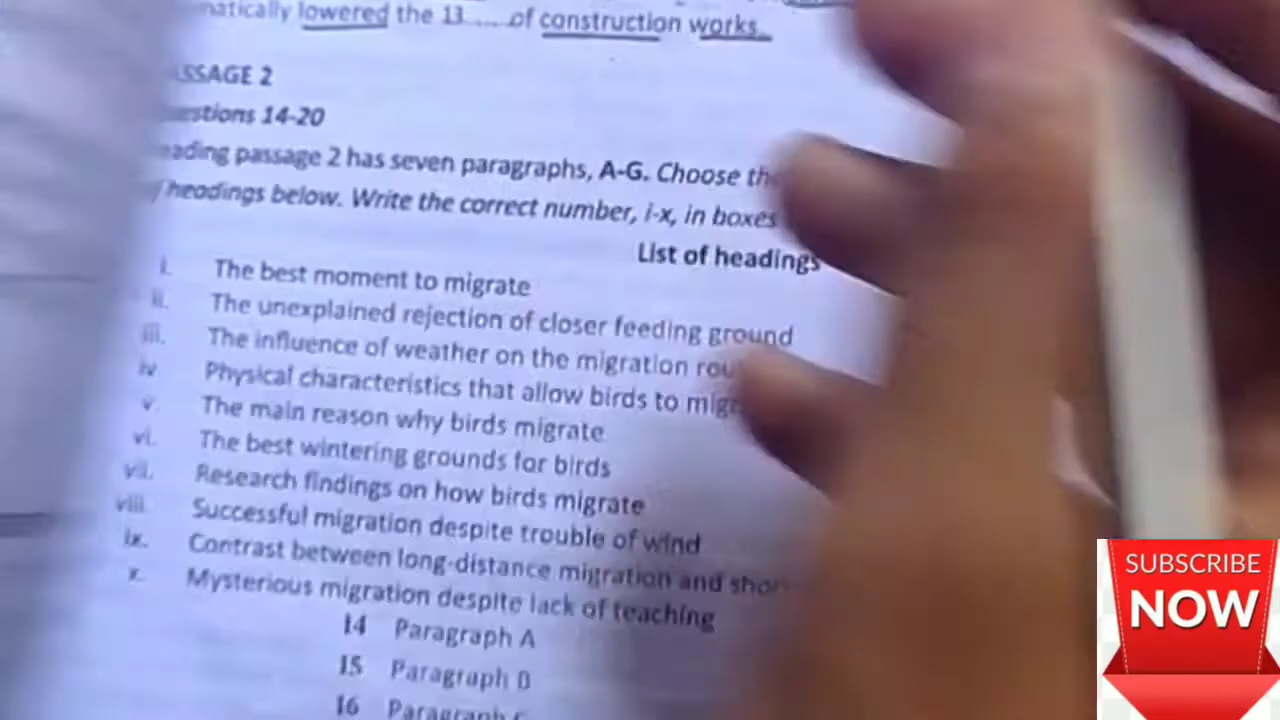 matically lowered the 13 ..... of construction works.
SSAGE 2
estions 14-20
eading passage 2 has seven paragraphs, A-G. Choose the
headings below. Write the correct number, i-x, in boxes
List of headings
i. The best moment to migrate
ii. The unexplained rejection of closer feeding ground
iii. The influence of weather on the migration rou
iv Physical characteristics that allow birds to migr
v. The main reason why birds migrate
vi. The best wintering grounds for birds
vii. Research findings on how birds migrate
viii. Successful migration despite trouble of wind
ix. Contrast between long-distance migration and shor
x. Mysterious migration despite lack of teaching
14 Paragraph A
15 Paragraph B
16 Paragraph C
SUBSCRIBE
NOW